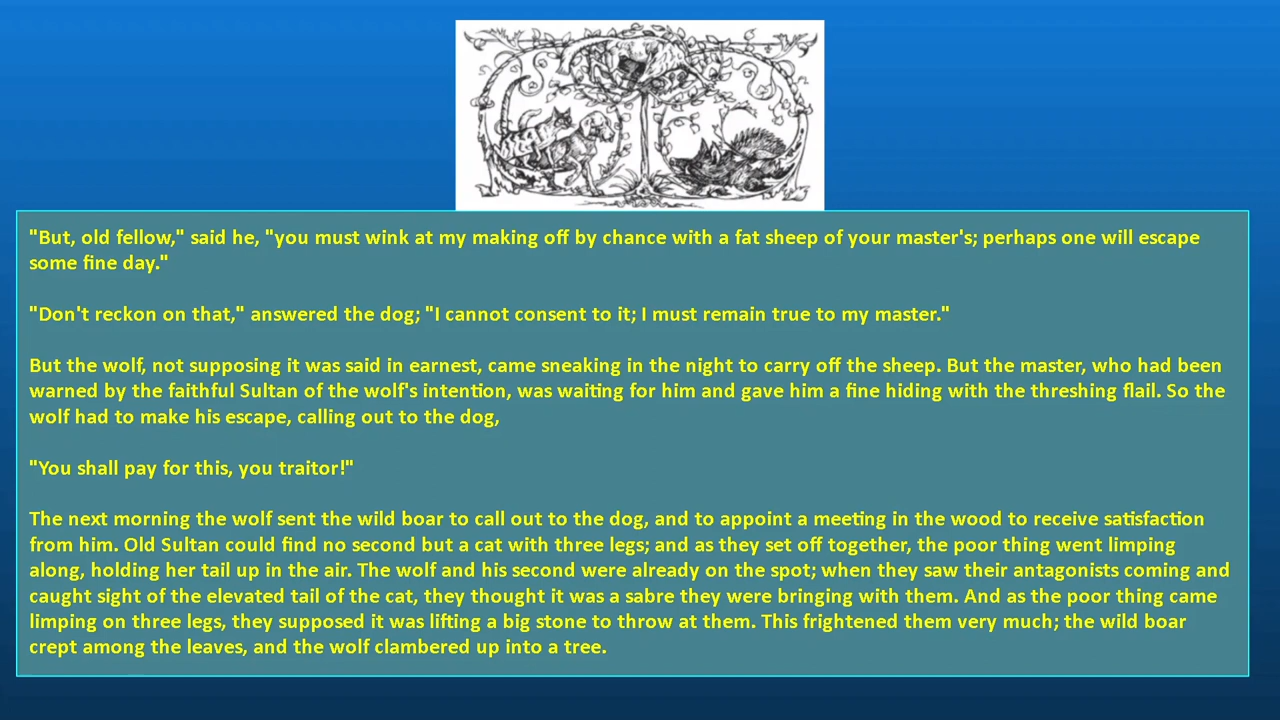 "But, old fellow," said he, "you must wink at my making off by chance with a fat sheep of your master's; perhaps one will escape
some fine day."
"Don't reckon on that," answered the dog; "I cannot consent to it; I must remain true to my master."
But the wolf, not supposing it was said in earnest, came sneaking in the night to carry off the sheep. But the master, who had been
warned by the faithful Sultan of the wolf's intention, was waiting for him and gave him a fine hiding with the threshing flail. So the
wolf had to make his escape, calling out to the dog,
"You shall pay for this, you traitor!"
The next morning the wolf sent the wild boar to call out to the dog, and to appoint a meeting in the wood to receive satisfaction
from him. Old Sultan could find no second but a cat with three legs; and as they set off together, the poor thing went limping
along, holding her tail up in the air. The wolf and his second were already on the spot; when they saw their antagonists coming and
caught sight of the elevated tail of the cat, they thought it was a sabre they were bringing with them. And as the poor thing came
limping on three legs, they supposed it was lifting a big stone to throw at them. This frightened them very much; the wild boar
crept among the leaves, and the wolf clambered up into a tree.